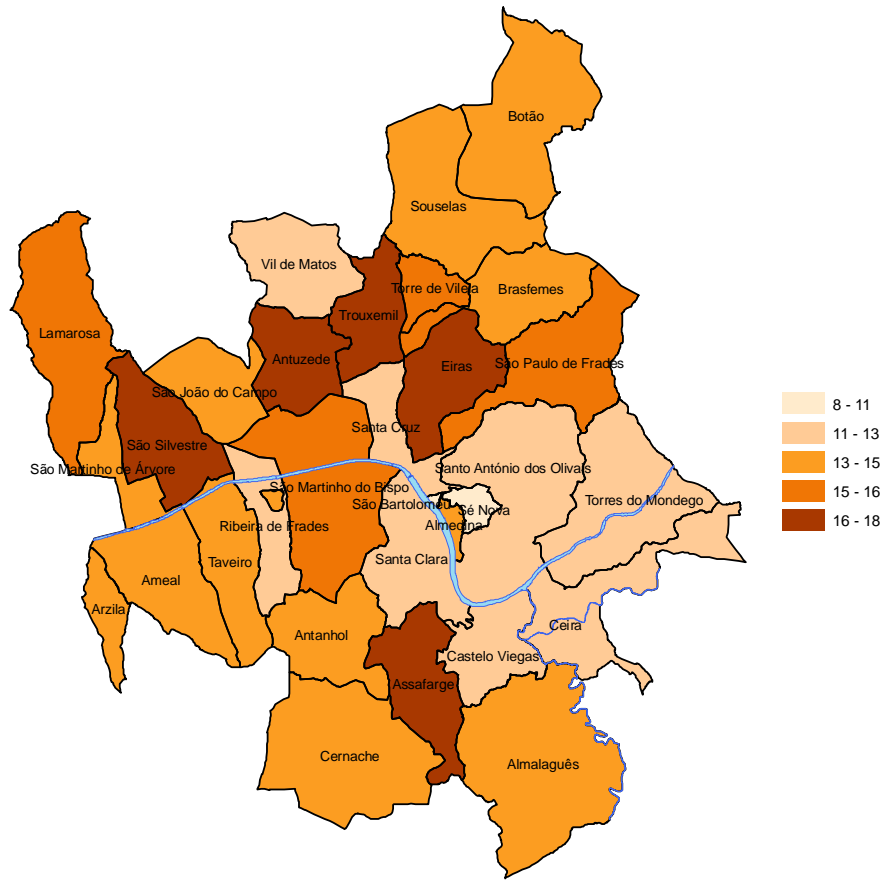 Botão
Souselas
Vil de Matos
Torre de Vilela
Brasfemes
Trouxemil
Lamarosa
Antuzede
Eiras
São Paulo de Frades
São João do Campo
Santa Cruz
São Silvestre
São Martinho de Árvore
Santo António dos Olivais
São Martinho do Bispo
São Bartolomeu
Sé Nova
Torres do Mondego
Ribeira de Frades
Almedina
Taveiro
Santa Clara
Ameal
Arzila
Ceira
Antanhol
Castelo Viegas
Assafarge
Cernache
Almalaguês
8 - 11
11 - 13
13 - 15
15 - 16
16 - 18